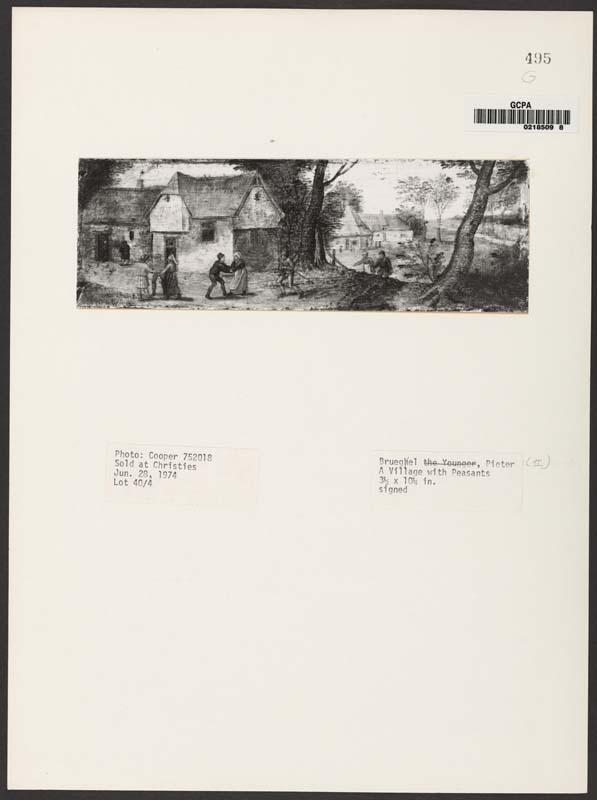 495
G
GCPA
0218509 8
Photo: Cooper 752018
Sold at Christies
Jun. 28, 1974
Lot 40/4
Brueghel the Younger, Pieter (II)
A Village with Peasants
3½ x 10¼ in.
signed